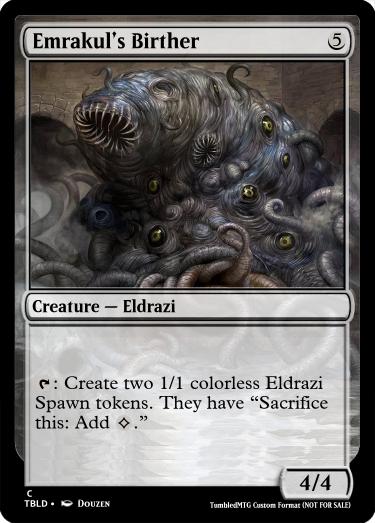 Emrakul's Birther 5
Creature — Eldrazi
: Create two 1/1 colorless Eldrazi
Spawn tokens. They have “Sacrifice
this: Add .”
4/4
C
TBLD • Douzen
TumbledMTG Custom Format (NOT FOR SALE)